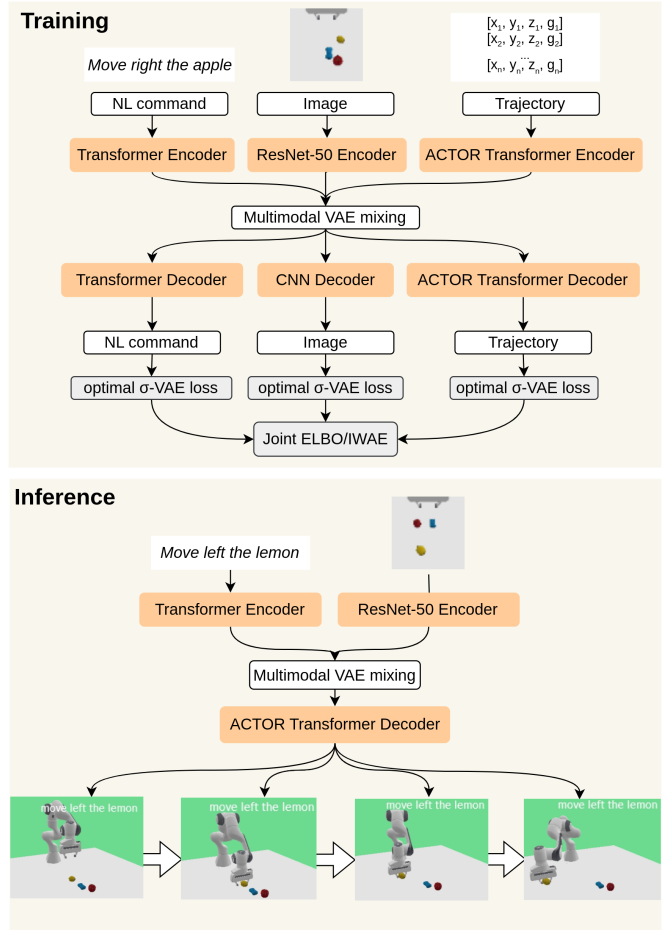 Training
Move right the apple
[x1, y1, z1, g1]
[x2, y2, z2, g2]
...
[xn, yn, zn, gn]
NL command
Image
Trajectory
Transformer Encoder
ResNet-50 Encoder
ACTOR Transformer Encoder
Multimodal VAE mixing
Transformer Decoder
CNN Decoder
ACTOR Transformer Decoder
NL command
Image
Trajectory
optimal σ-VAE loss
optimal σ-VAE loss
optimal σ-VAE loss
Joint ELBO/IWAE
Inference
Move left the lemon
Transformer Encoder
ResNet-50 Encoder
Multimodal VAE mixing
ACTOR Transformer Decoder
move left the lemon
move left the lemon
move left the lemon
move left the lemon